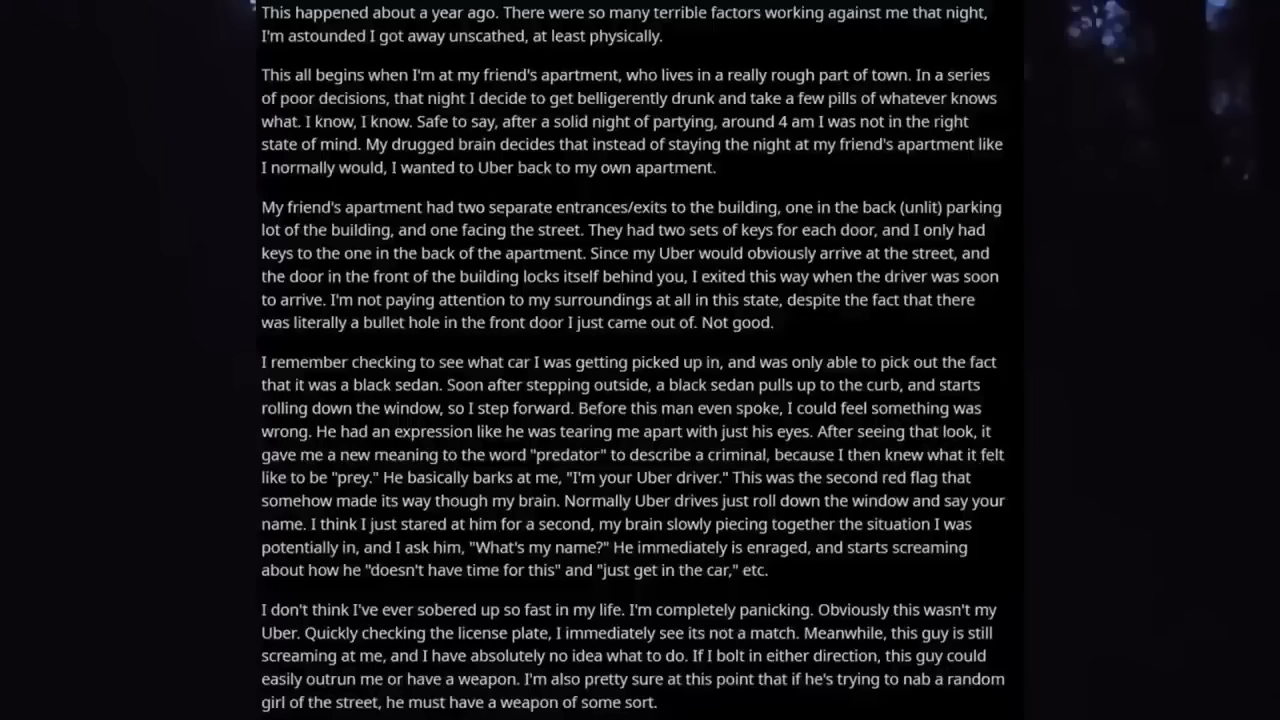 This happened about a year ago. There were so many terrible factors working against me that night,
I'm astounded I got away unscathed, at least physically.
This all begins when I'm at my friend's apartment, who lives in a really rough part of town. In a series
of poor decisions, that night I decide to get belligerently drunk and take a few pills of whatever knows
what. I know, I know. Safe to say, after a solid night of partying, around 4 am I was not in the right
state of mind. My drugged brain decides that instead of staying the night at my friend's apartment like
I normally would, I wanted to Uber back to my own apartment.
My friend's apartment had two separate entrances/exits to the building, one in the back (unlit) parking
lot of the building, and one facing the street. They had two sets of keys for each door, and I only had
keys to the one in the back of the apartment. Since my Uber would obviously arrive at the street, and
the door in the front of the building locks itself behind you, I exited this way when the driver was soon
to arrive. I'm not paying attention to my surroundings at all in this state, despite the fact that there
was literally a bullet hole in the front door I just came out of. Not good.
I remember checking to see what car I was getting picked up in, and was only able to pick out the fact
that it was a black sedan. Soon after stepping outside, a black sedan pulls up to the curb, and starts
rolling down the window, so I step forward. Before this man even spoke, I could feel something was
wrong. He had an expression like he was tearing me apart with just his eyes. After seeing that look, it
gave me a new meaning to the word "predator" to describe a criminal, because I then knew what it felt
like to be "prey." He basically barks at me, "I'm your Uber driver." This was the second red flag that
somehow made its way though my brain. Normally Uber drives just roll down the window and say your
name. I think I just stared at him for a second, my brain slowly piecing together the situation I was
potentially in, and I ask him, "What's my name?" He immediately is enraged, and starts screaming
about how he "doesn't have time for this" and "just get in the car," etc.
I don't think I've ever sobered up so fast in my life. I'm completely panicking. Obviously this wasn't my
Uber. Quickly checking the license plate, I immediately see its not a match. Meanwhile, this guy is still
screaming at me, and I have absolutely no idea what to do. If I bolt in either direction, this guy could
easily outrun me or have a weapon. I'm also pretty sure at this point that if he's trying to nab a random
girl of the street, he must have a weapon of some sort.